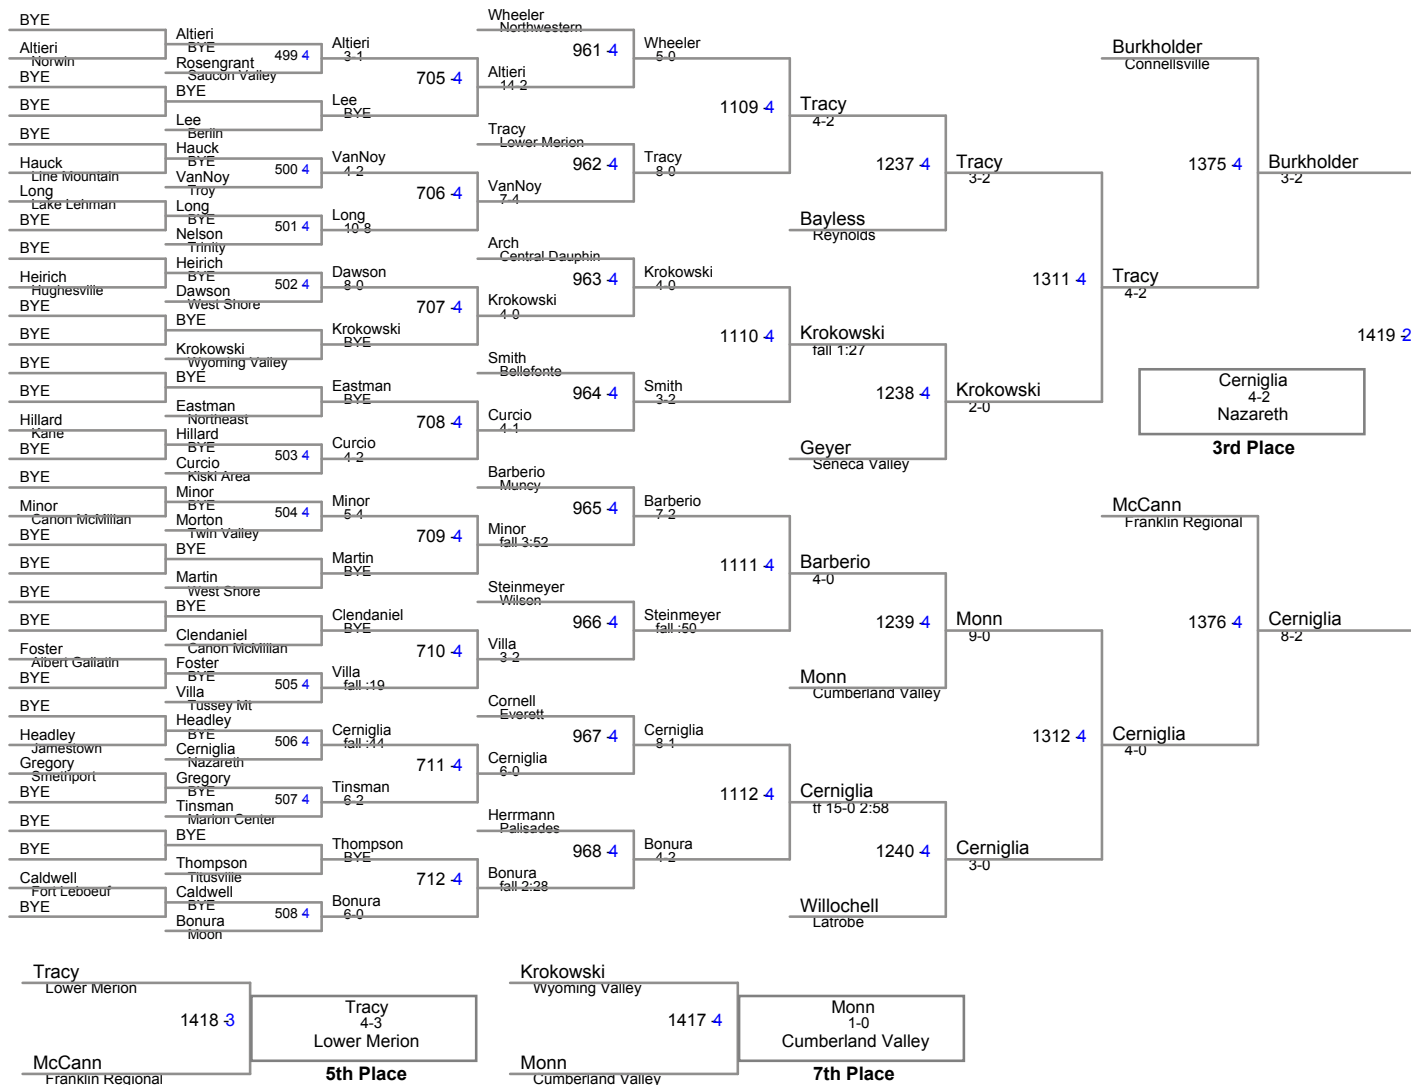 BYE
Altieri
Norwin
BYE
BYE
BYE
Hauck
Line Mountain
Long
Lake Lehman
BYE
BYE
Heirich
Hughesville
BYE
BYE
BYE
BYE
Hillard
Kane
BYE
BYE
Minor
Canon McMillan
BYE
BYE
BYE
BYE
Foster
Albert Gallatin
BYE
BYE
Headley
Jamestown
Gregory
Smethport
BYE
BYE
BYE
Caldwell
Fort Leboeuf
BYE
Altieri
BYE
499 4
Rosengrant
Saucon Valley
BYE
Lee
Berlin
Hauck
BYE
500 4
VanNoy
Troy
Long
BYE
501 4
Nelson
Trinity
Heirich
BYE
502 4
Dawson
West Shore
BYE
Krokowski
Wyoming Valley
BYE
Eastman
Northeast
Hillard
BYE
503 4
Curcio
Kiski Area
Minor
BYE
504 4
Morton
Twin Valley
BYE
Martin
West Shore
BYE
Clendaniel
Canon McMillan
Foster
BYE
505 4
Villa
Tussey Mt
Headley
BYE
506 4
Cerniglia
Nazareth
Gregory
BYE
507 4
Tinsman
Marion Center
BYE
Thompson
Titusville
Caldwell
BYE
508 4
Bonura
Moon
Altieri
3-1
705 -4
Lee
BYE
VanNoy
4-2
706 -4
Long
10-8
Dawson
8-0
707 -4
Krokowski
BYE
Eastman
BYE
708 -4
Curcio
4-2
Minor
5-4
709 -4
Martin
BYE
Clendaniel
BYE
710 -4
Villa
fall :19
Cerniglia
fall :44
711 -4
Tinsman
6-2
Thompson
BYE
712 -4
Bonura
6-0
Wheeler
Northwestern
961 -4
Altieri
14-2
Tracy
Lower Merion
962 -4
VanNoy
7-4
Arch
Central Dauphin
963 -4
Krokowski
4-0
Smith
Bellefonte
964 -4
Curcio
4-1
Barberio
Muncy
965 -4
Minor
fall 3:52
Steinmeyer
Wilson
966 -4
Villa
3-2
Cornell
Everett
967 -4
Cerniglia
6-0
Herrmann
Palisades
968 -4
Bonura
fall 2:28
Wheeler
5-0
1109 -4
Tracy
8-0
Krokowski
4-0
1110 -4
Smith
3-2
Barberio
7-2
1111 -4
Steinmeyer
fall :50
Cerniglia
8-1
1112 -4
Bonura
4-2
Tracy
4-2
1237 -4
Bayless
Reynolds
Krokowski
fall 1:27
1238 -4
Geyer
Seneca Valley
Barberio
4-0
1239 -4
Monn
Cumberland Valley
Cerniglia
tf 15-0 2:58
1240 -4
Willochell
Latrobe
Tracy
3-2
1311 -4
Krokowski
2-0
Monn
9-0
1312 -4
Cerniglia
3-0
Burkholder
Connellsville
1375 -4
Tracy
4-2
McCann
Franklin Regional
1376 -4
Cerniglia
4-0
Burkholder
3-2
1419 -2
Cerniglia
8-2
Cerniglia
4-2
Nazareth
3rd Place
Tracy
Lower Merion
1418 -3
McCann
Franklin Regional
Tracy
4-3
Lower Merion
5th Place
Krokowski
Wyoming Valley
1417 -4
Monn
Cumberland Valley
Monn
1-0
Cumberland Valley
7th Place